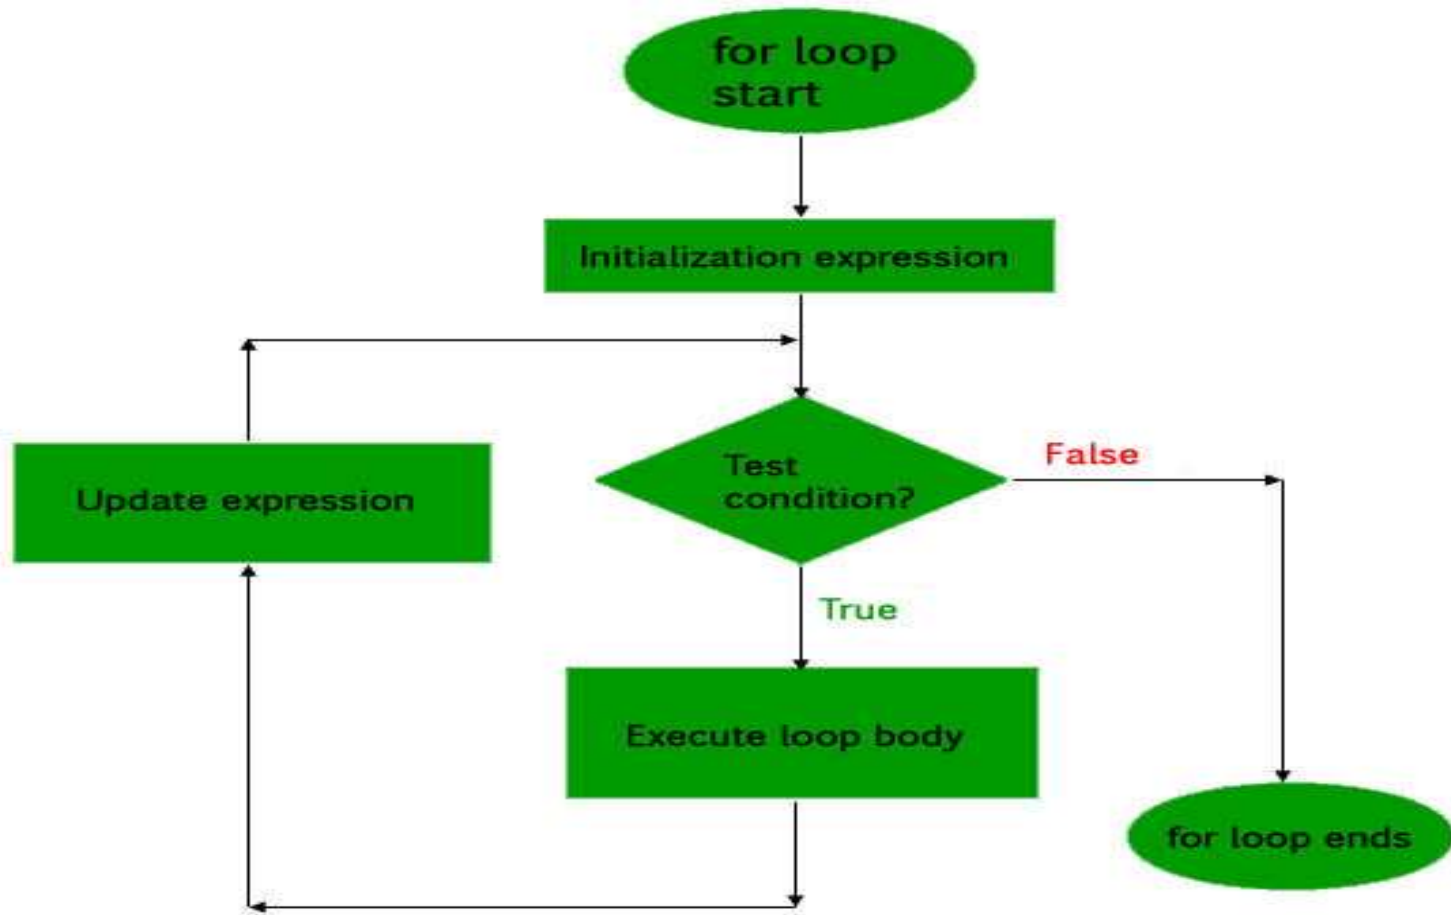 for loop
start
Initialization expression
Test
condition?
False
Update expression
True
Execute loop body
for loop ends